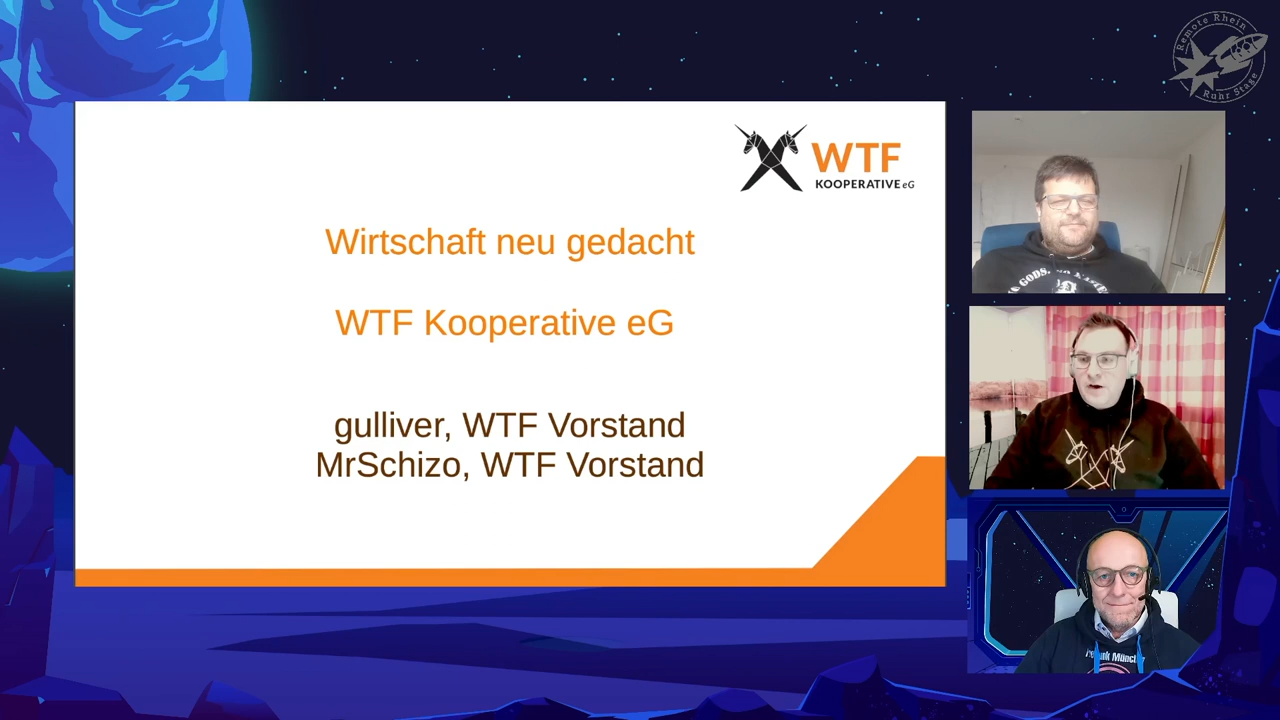 Remote Rhein
Ruhr Stage
WTF
KOOPERATIVE eG
Wirtschaft neu gedacht
WTF Kooperative eG
gulliver, WTF Vorstand
MrSchizo, WTF Vorstand
GODS